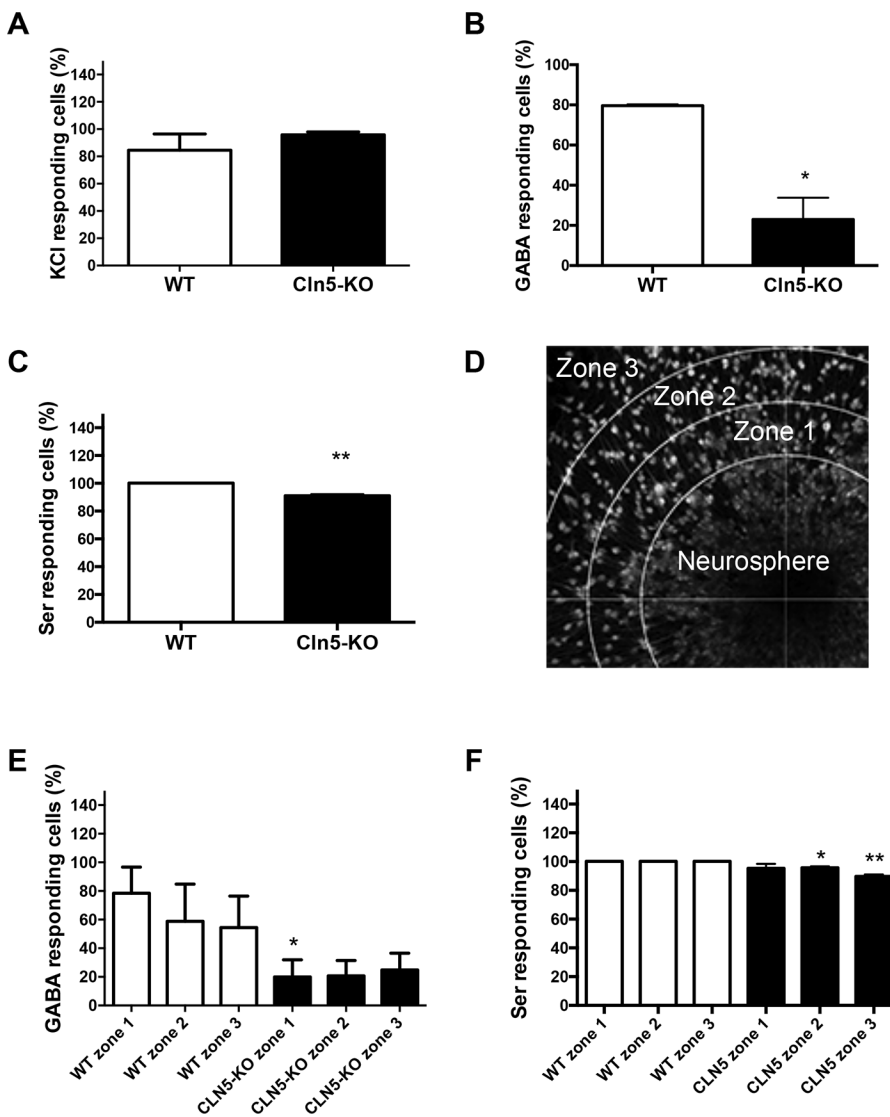 A
KCl responding cells (%)
140
120
100
80
60
40
20
0
WT
Cln5-KO
B
GABA responding cells (%)
100
80
60
40
20
0
*
WT
Cln5-KO
C
Ser responding cells (%)
140
120
100
80
60
40
20
0
**
WT
Cln5-KO
D
Zone 3
Zone 2
Zone 1
Neurosphere
E
GABA responding cells (%)
140
120
100
80
60
40
20
0
*
WT zone 1
WT zone 2
WT zone 3
CLN5-KO zone 1
CLN5-KO zone 2
CLN5-KO zone 3
F
Ser responding cells (%)
140
120
100
80
60
40
20
0
*
**
WT zone 1
WT zone 2
WT zone 3
CLN5 zone 1
CLN5 zone 2
CLN5 zone 3